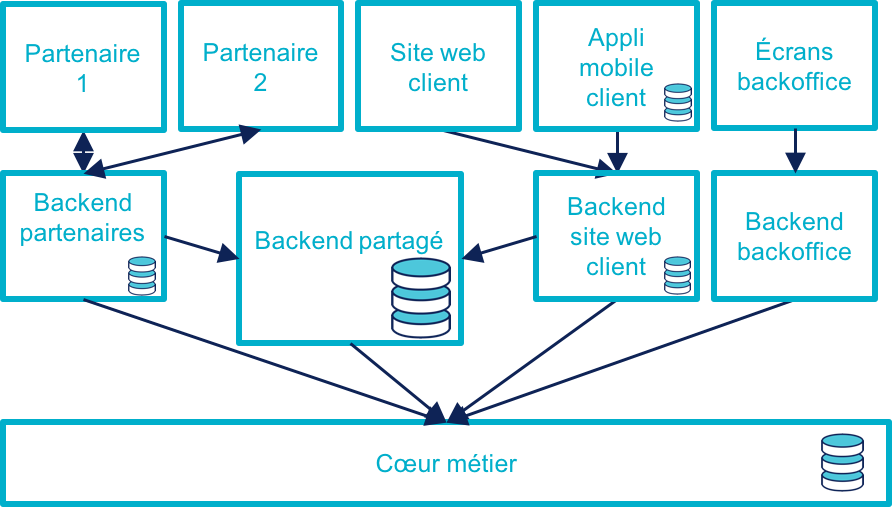 Partenaire
1
Partenaire
2
Site web
client
Appli
mobile
client
Écrans
backoffice
Backend
partenaires
Backend partagé
Backend
site web
client
Backend
backoffice
Cœur métier